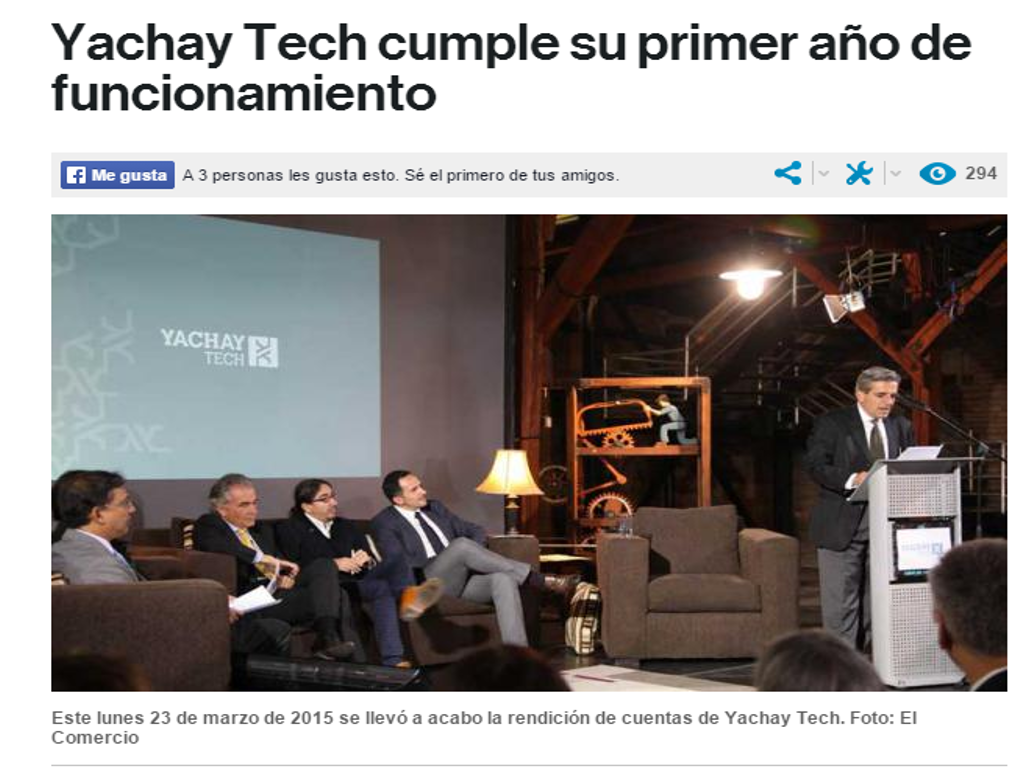 Yachay Tech cumple su primer año de
funcionamiento
Me gusta A 3 personas les gusta esto. Sé el primero de tus amigos.
294
YACHAY
TECH
Este lunes 23 de marzo de 2015 se llevó a acabo la rendición de cuentas de Yachay Tech. Foto: El
Comercio